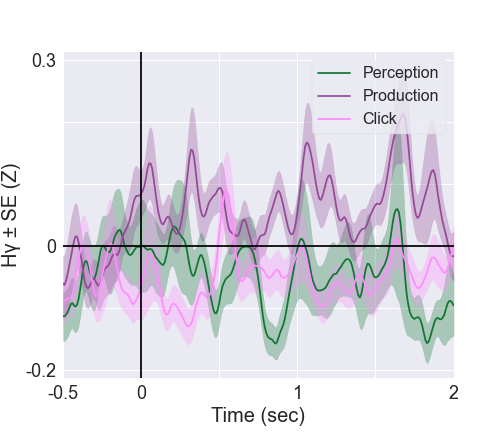 0.3
Perception
Production
Click
Hγ ± SE (Z)
0
-0.2
-0.5 0 1 2
Time (sec)